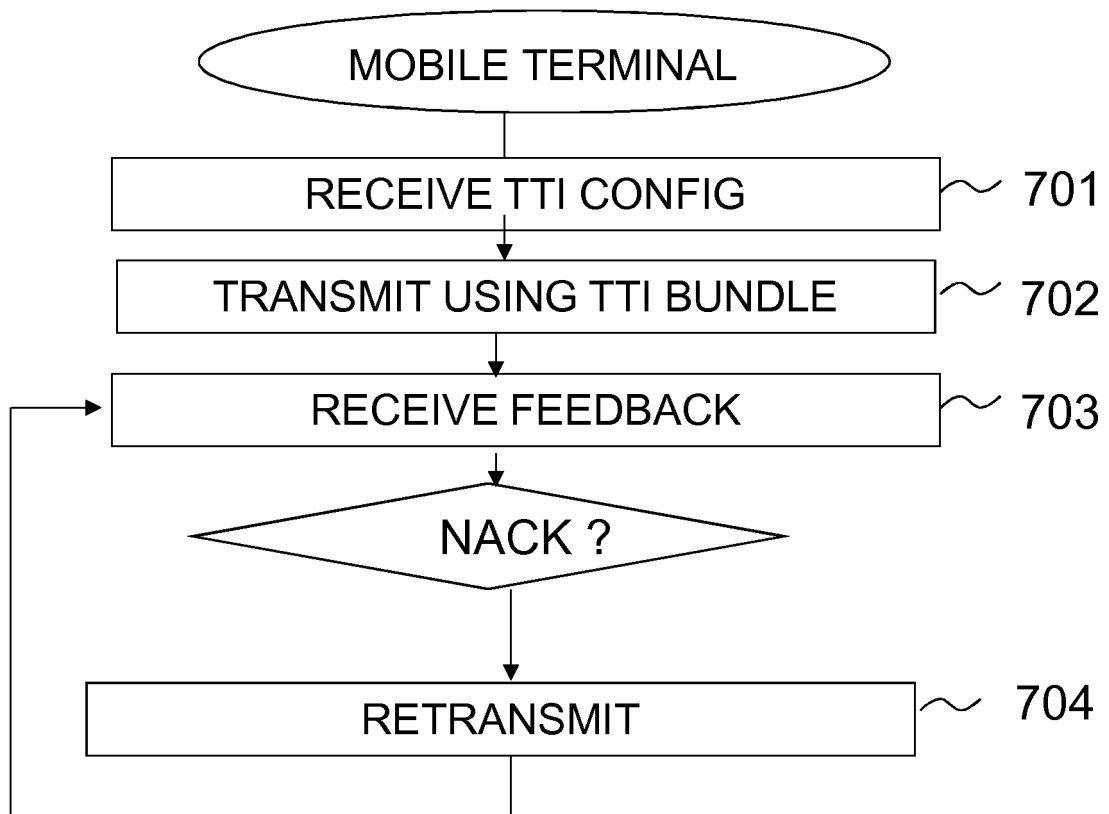 MOBILE TERMINAL
RECEIVE TTI CONFIG
701
TRANSMIT USING TTI BUNDLE
702
RECEIVE FEEDBACK
703
NACK ?
RETRANSMIT
704